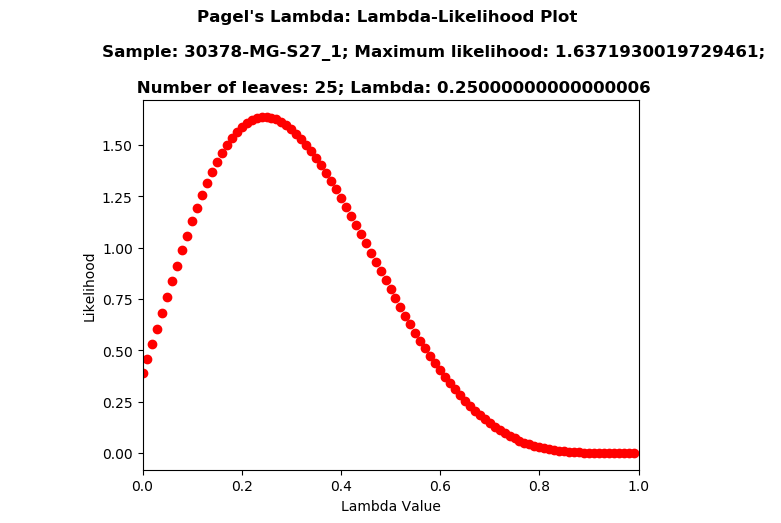 Pagel's Lambda: Lambda-Likelihood Plot
Sample: 30378-MG-S27_1; Maximum likelihood: 1.6371930019729461;
Number of leaves: 25; Lambda: 0.25000000000000006
1.50
1.25
1.00
0.75
0.50
0.25
0.00
Likelihood
0.0 0.2 0.4 0.6 0.8 1.0
Lambda Value